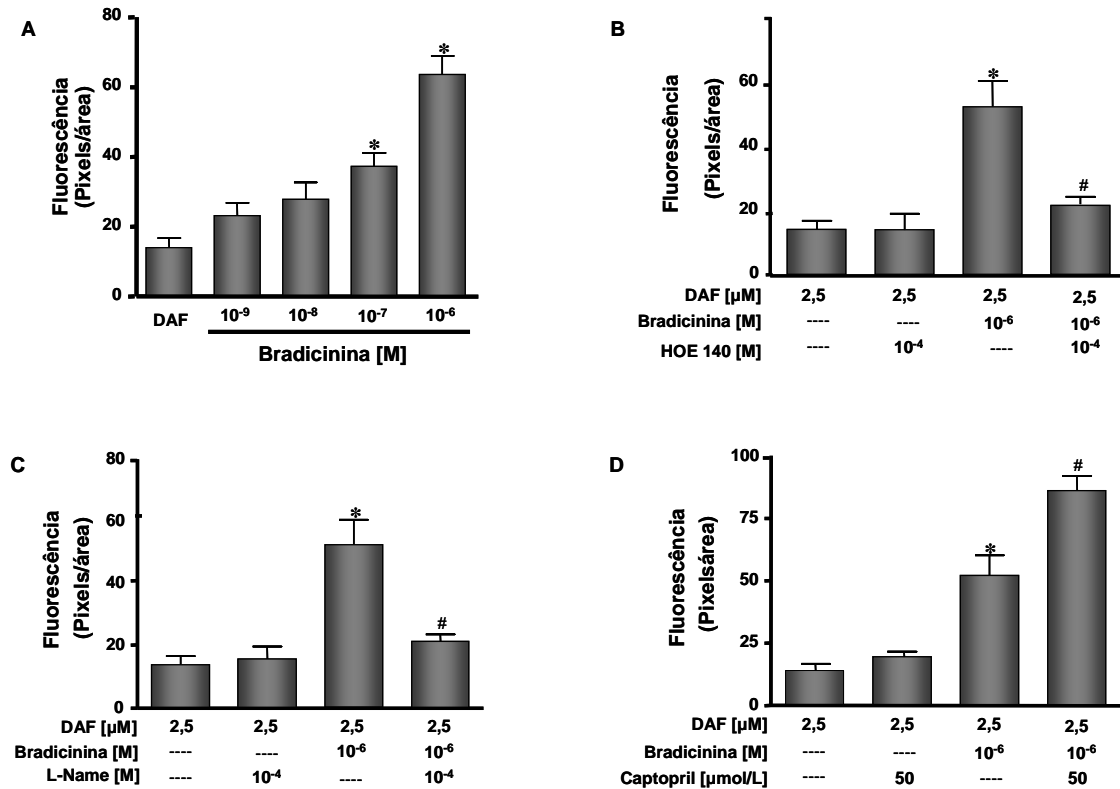 A
Fluorescência
(Pixels/área)
80
60
40
20
0
*
*
DAF
10-9
10-8
10-7
10-6
Bradicinina [M]
B
Fluorescência
(Pixels/área)
60
40
20
0
*
#
DAF [µM] 2,5 2,5 2,5 2,5
Bradicinina [M] ---- ---- 10-6 10-6
HOE 140 [M] ---- 10-4 ---- 10-4
C
Fluorescência
(Pixels/área)
80
60
40
20
0
*
#
DAF [µM] 2,5 2,5 2,5 2,5
Bradicinina [M] ---- ---- 10-6 10-6
L-Name [M] ---- 10-4 ---- 10-4
D
Fluorescência
(Pixelsárea)
100
75
50
25
0
*
#
DAF [µM] 2,5 2,5 2,5 2,5
Bradicinina [M] ---- ---- 10-6 10-6
Captopril [µmol/L] ---- 50 ---- 50